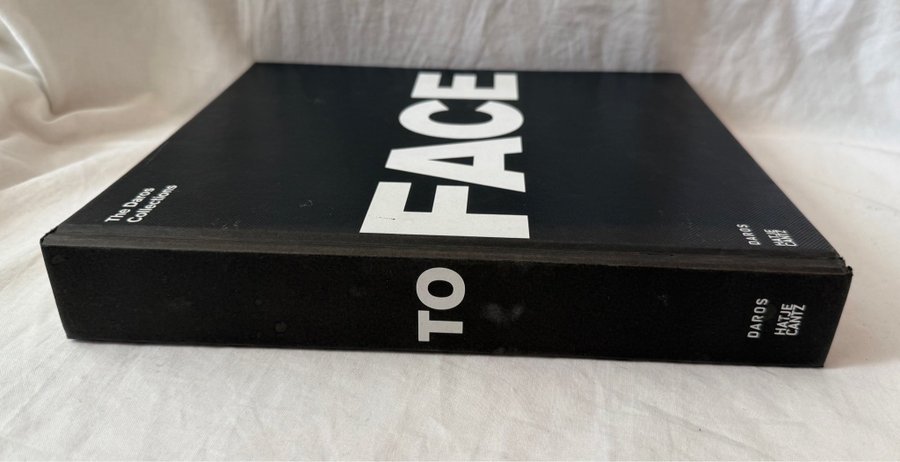 The Daros
Collections
FACE
DAROS
HATJE
CANTZ
TO
DAROS
HATJE
CANTZ